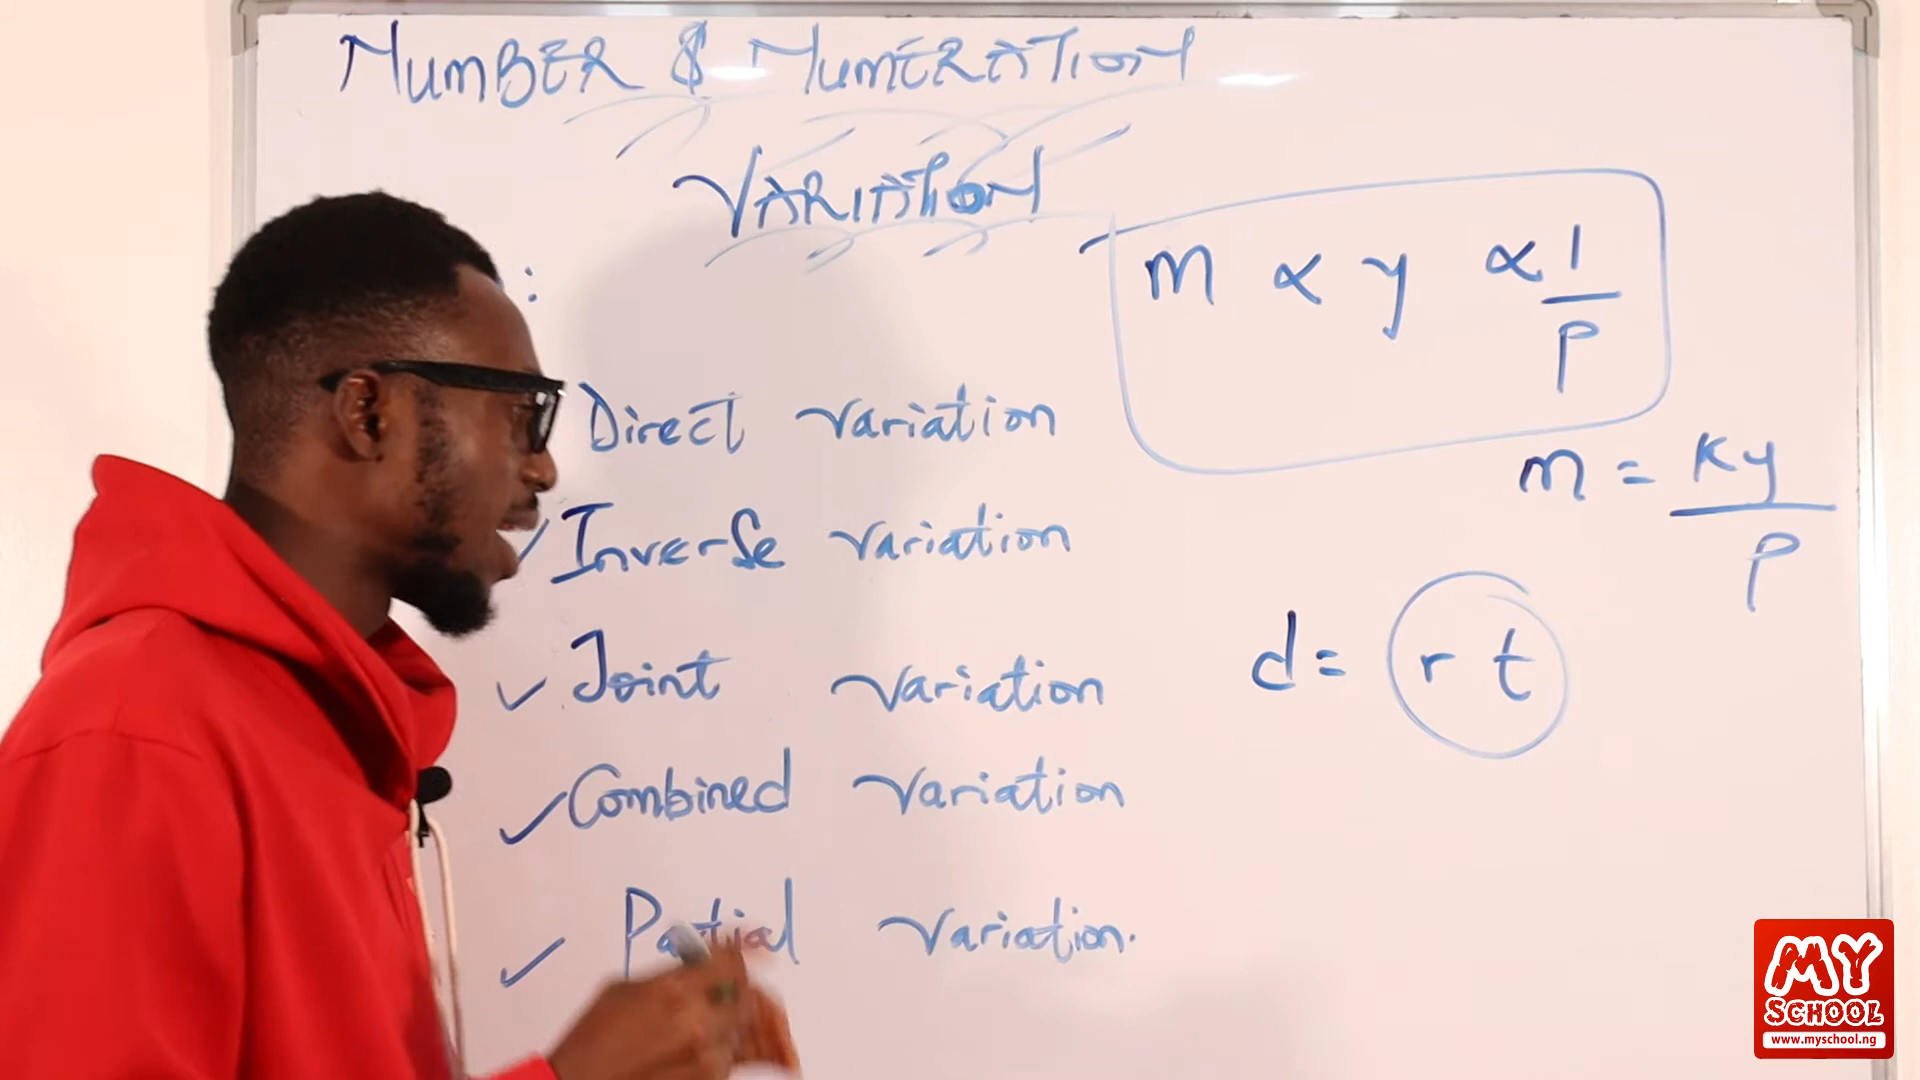 NUMBER & NUMERATION
VARIATION
:
m ∝ y ∝ 1/P
Direct variation
m = Ky/P
✓ Inverse variation
✓ Joint variation
d = r t
✓ Combined variation
✓ Partial variation.
MY
SCHOOL
www.myschool.ng